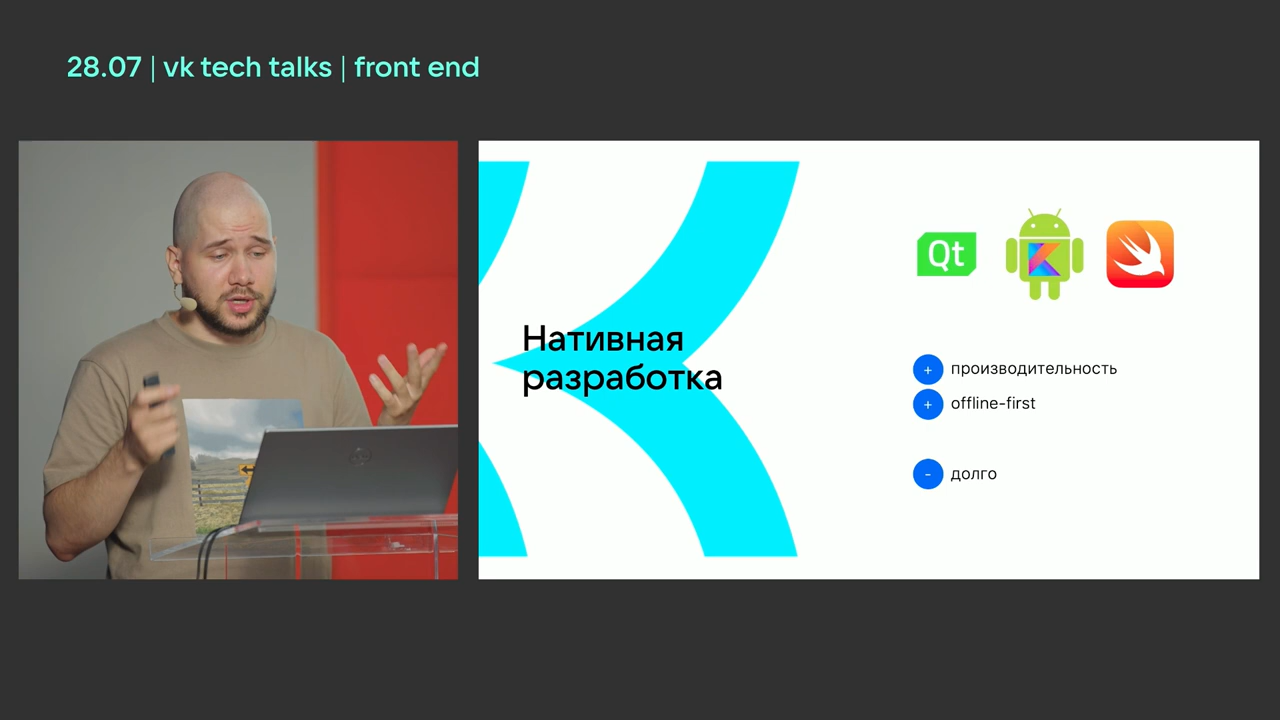 28.07 | vk tech talks | front end
Нативная
разработка
Qt
+ производительность
+ offline-first
- долго